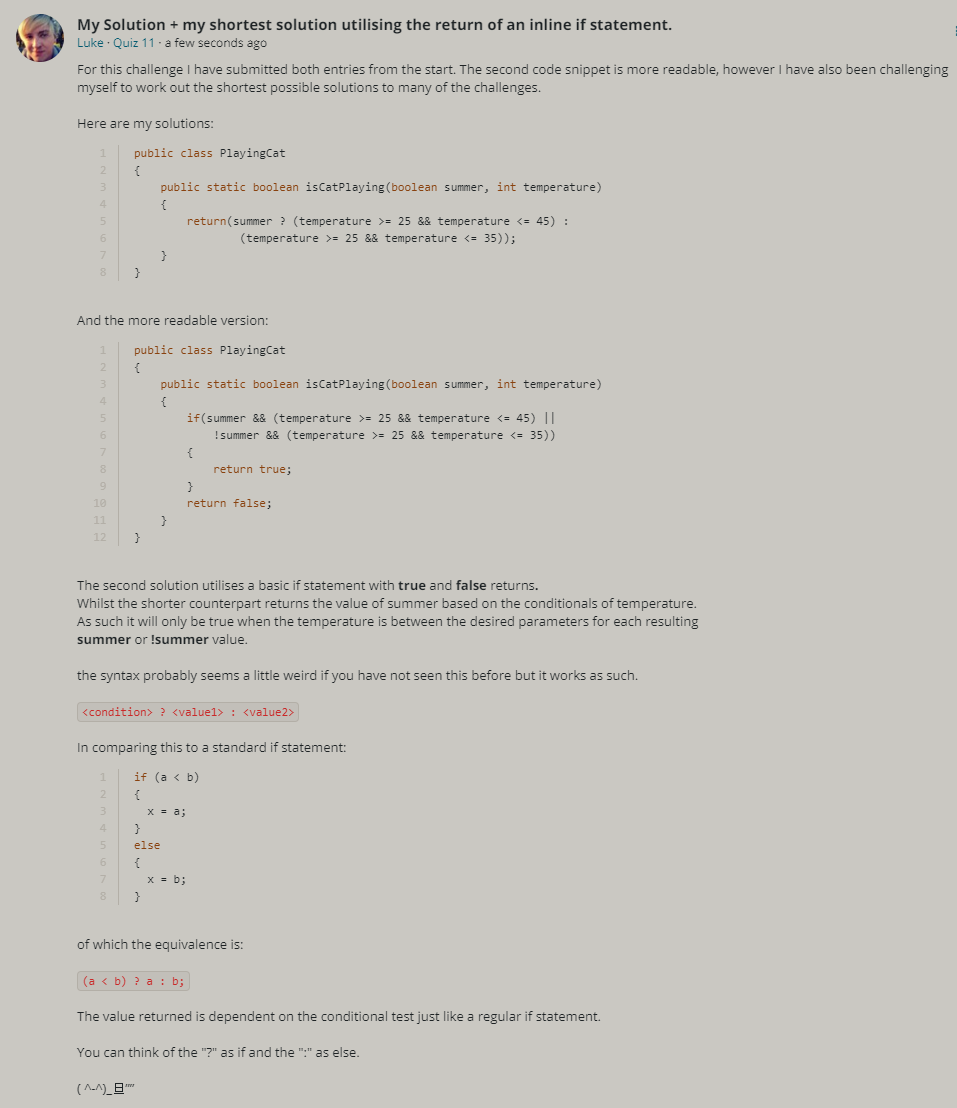 My Solution + my shortest solution utilising the return of an inline if statement.
Luke · Quiz 11 · a few seconds ago
For this challenge I have submitted both entries from the start. The second code snippet is more readable, however I have also been challenging
myself to work out the shortest possible solutions to many of the challenges.
Here are my solutions:
1 public class PlayingCat
2 {
3     public static boolean isCatPlaying(boolean summer, int temperature)
4     {
5         return(summer ? (temperature >= 25 && temperature <= 45) :
6                 (temperature >= 25 && temperature <= 35));
7     }
8 }
And the more readable version:
1 public class PlayingCat
2 {
3     public static boolean isCatPlaying(boolean summer, int temperature)
4     {
5         if(summer && (temperature >= 25 && temperature <= 45) ||
6             !summer && (temperature >= 25 && temperature <= 35))
7         {
8             return true;
9         }
10         return false;
11     }
12 }
The second solution utilises a basic if statement with true and false returns.
Whilst the shorter counterpart returns the value of summer based on the conditionals of temperature.
As such it will only be true when the temperature is between the desired parameters for each resulting
summer or !summer value.
the syntax probably seems a little weird if you have not seen this before but it works as such.
<condition> ? <value1> : <value2>
In comparing this to a standard if statement:
1 if (a < b)
2 {
3   x = a;
4 }
5 else
6 {
7   x = b;
8 }
of which the equivalence is:
(a < b) ? a : b;
The value returned is dependent on the conditional test just like a regular if statement.
You can think of the "?" as if and the ":" as else.
( ^-^)_旦""